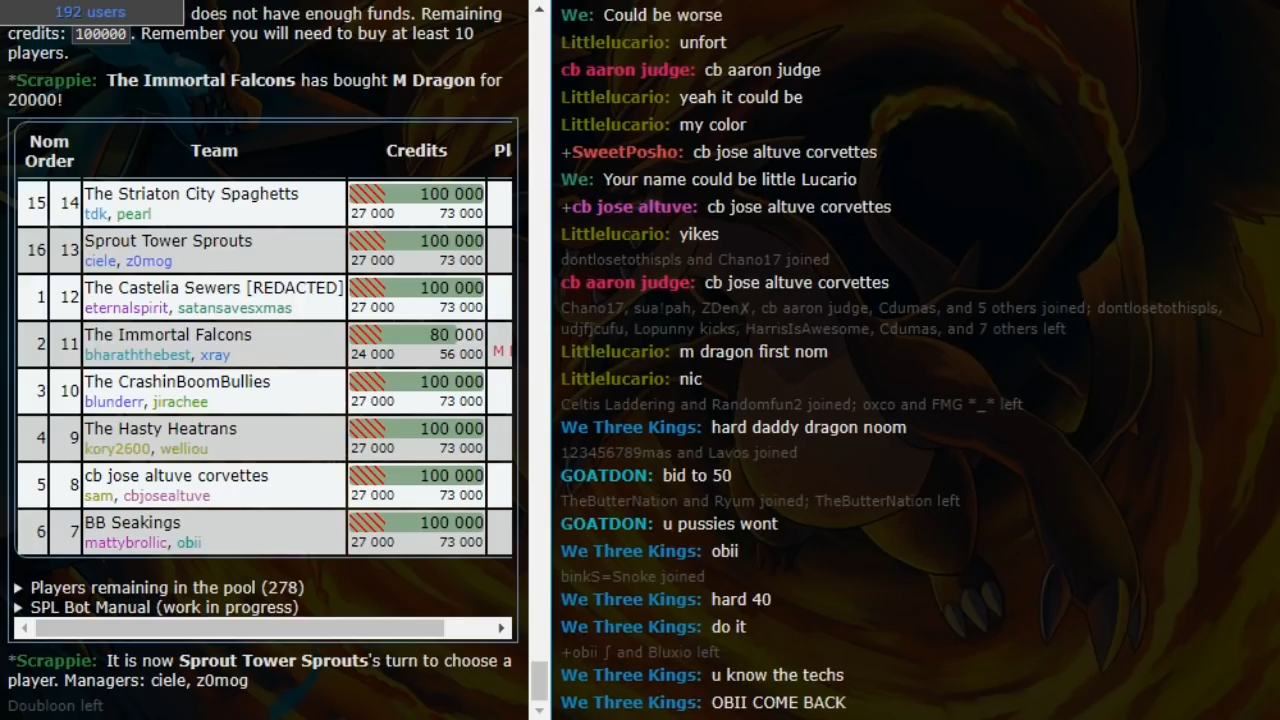 192 users
does not have enough funds. Remaining
credits: 100000. Remember you will need to buy at least 10
players.
*Scrappie: The Immortal Falcons has bought M Dragon for
20000!
Nom Order Team Credits Pl
15 14 The Striaton City Spaghetts 100 000
tdk, pearl 27 000 73 000
16 13 Sprout Tower Sprouts 100 000
ciele, z0mog 27 000 73 000
1 12 The Castelia Sewers [REDACTED] 100 000
eternalspirit, satansavesxmas 27 000 73 000
2 11 The Immortal Falcons 80 000
bharaththebest, xray 24 000 56 000 M
3 10 The CrashinBoomBullies 100 000
blunderr, jirachee 27 000 73 000
4 9 The Hasty Heatrans 100 000
kory2600, welliou 27 000 73 000
5 8 cb jose altuve corvettes 100 000
sam, cbjosealtuve 27 000 73 000
6 7 BB Seakings 100 000
mattybrollic, obii 27 000 73 000
Players remaining in the pool (278)
SPL Bot Manual (work in progress)
*Scrappie: It is now Sprout Tower Sprouts's turn to choose a
player. Managers: ciele, z0mog
Doubloon left
We: Could be worse
Littlelucario: unfort
cb aaron judge: cb aaron judge
Littlelucario: yeah it could be
Littlelucario: my color
+SweetPosho: cb jose altuve corvettes
We: Your name could be little Lucario
+cb jose altuve: cb jose altuve corvettes
Littlelucario: yikes
dontlosetothispls and Chano17 joined
cb aaron judge: cb jose altuve corvettes
Chano17, sua!pah, ZDenX, cb aaron judge, Cdumas, and 5 others joined; dontlosetothispls,
udjfjcufu, Lopunny kicks, HarrisIsAwesome, Cdumas, and 7 others left
Littlelucario: m dragon first nom
Littlelucario: nic
Celtis Laddering and Randomfun2 joined; oxco and FMG *_* left
We Three Kings: hard daddy dragon noom
123456789mas and Lavos joined
GOATDON: bid to 50
TheButterNation and Ryum joined; TheButterNation left
GOATDON: u pussies wont
We Three Kings: obii
binkS=Snoke joined
We Three Kings: hard 40
We Three Kings: do it
+obii ∫ and Bluxio left
We Three Kings: u know the techs
We Three Kings: OBII COME BACK